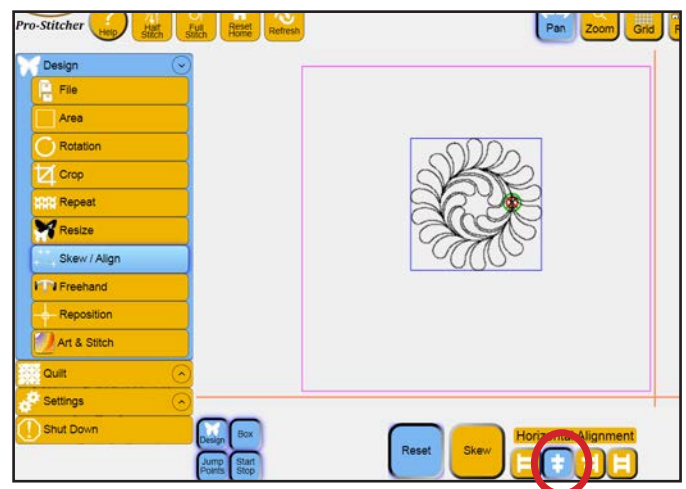 Pro-Stitcher
Help
Half
Stitch
Full
Stitch
Reset
Home
Refresh
Pan
Zoom
Grid
Design
File
Area
Rotation
Crop
Repeat
Resize
Skew / Align
Freehand
Reposition
Art & Stitch
Quilt
Settings
Shut Down
Design
Box
Jump
Points
Start
Stop
Reset
Skew
Horizontal Alignment